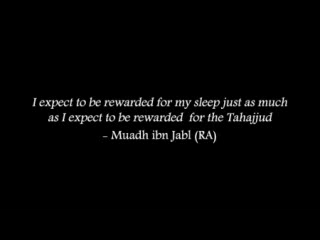 I expect to be rewarded for my sleep just as much
as I expect to be rewarded for the Tahajjud
- Muadh ibn Jabl (RA)